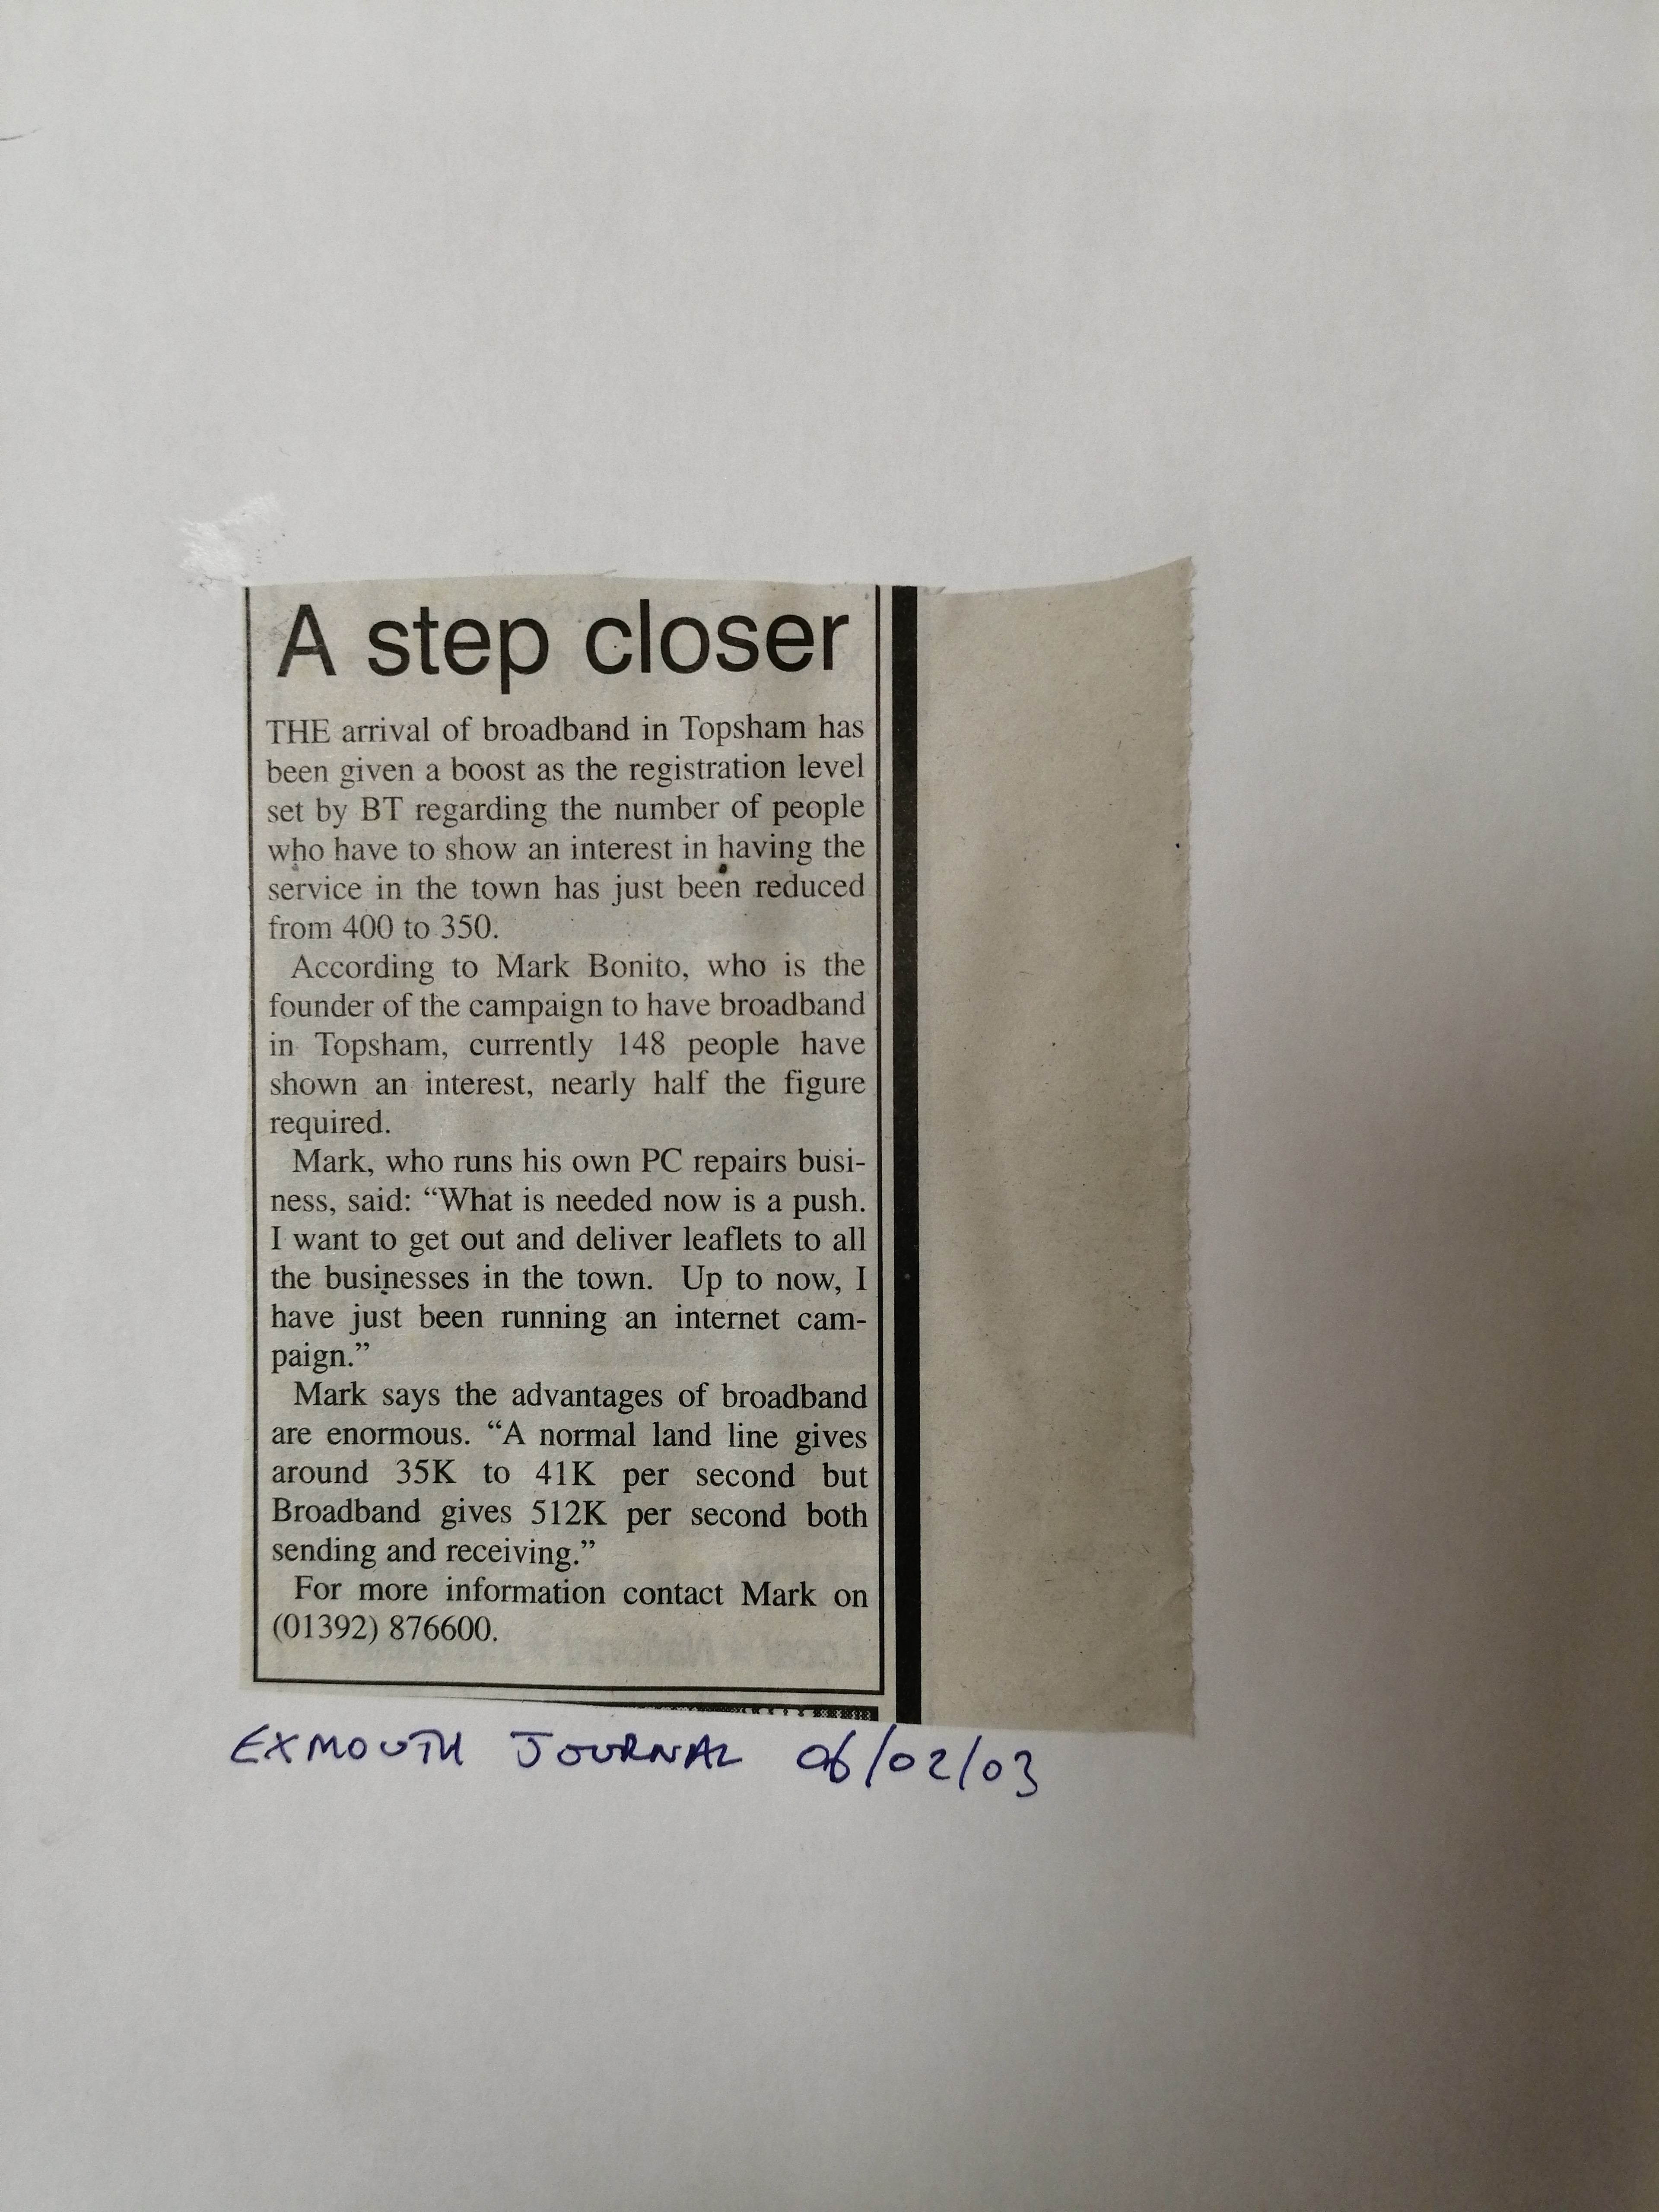 A step closer
THE arrival of broadband in Topsham has
been given a boost as the registration level
set by BT regarding the number of people
who have to show an interest in having the
service in the town has just been reduced
from 400 to 350.
According to Mark Bonito, who is the
founder of the campaign to have broadband
in Topsham, currently 148 people have
shown an interest, nearly half the figure
required.
Mark, who runs his own PC repairs busi-
ness, said: “What is needed now is a push.
I want to get out and deliver leaflets to all
the businesses in the town. Up to now, I
have just been running an internet cam-
paign.”
Mark says the advantages of broadband
are enormous. “A normal land line gives
around 35K to 41K per second but
Broadband gives 512K per second both
sending and receiving.”
For more information contact Mark on
(01392) 876600.
EXMOUTH JOURNAL 06/02/03